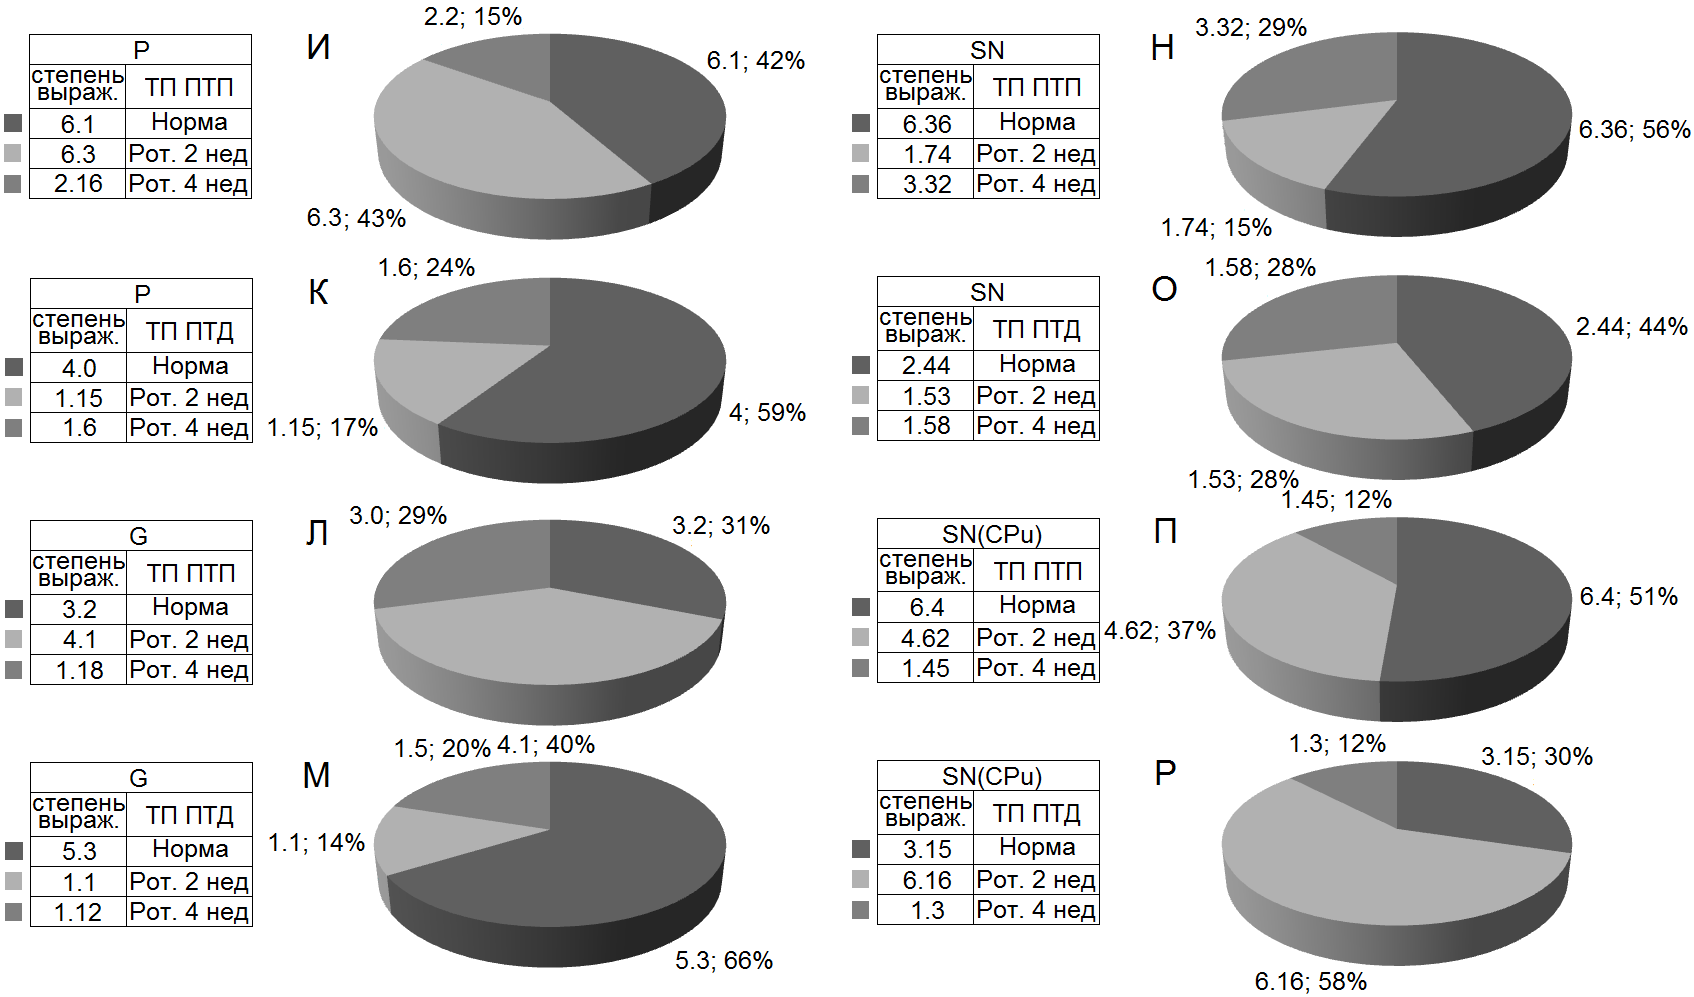 P
степень выраж. ТП ПТП
6.1 Норма
6.3 Рот. 2 нед
2.16 Рот. 4 нед
И
2.2; 15%
6.1; 42%
6.3; 43%
SN
степень выраж. ТП ПТП
6.36 Норма
1.74 Рот. 2 нед
3.32 Рот. 4 нед
Н
3.32; 29%
6.36; 56%
1.74; 15%
P
степень выраж. ТП ПТД
4.0 Норма
1.15 Рот. 2 нед
1.6 Рот. 4 нед
К
1.6; 24%
4; 59%
1.15; 17%
SN
степень выраж. ТП ПТД
2.44 Норма
1.53 Рот. 2 нед
1.58 Рот. 4 нед
О
1.58; 28%
2.44; 44%
1.53; 28%
G
степень выраж. ТП ПТП
3.2 Норма
4.1 Рот. 2 нед
1.18 Рот. 4 нед
Л
3.0; 29%
3.2; 31%
4.1; 40%
SN(CPu)
степень выраж. ТП ПТП
6.4 Норма
4.62 Рот. 2 нед
1.45 Рот. 4 нед
П
1.45; 12%
6.4; 51%
4.62; 37%
G
степень выраж. ТП ПТД
5.3 Норма
1.1 Рот. 2 нед
1.12 Рот. 4 нед
М
1.5; 20%
1.1; 14%
5.3; 66%
SN(CPu)
степень выраж. ТП ПТД
3.15 Норма
6.16 Рот. 2 нед
1.3 Рот. 4 нед
Р
1.3; 12%
3.15; 30%
6.16; 58%